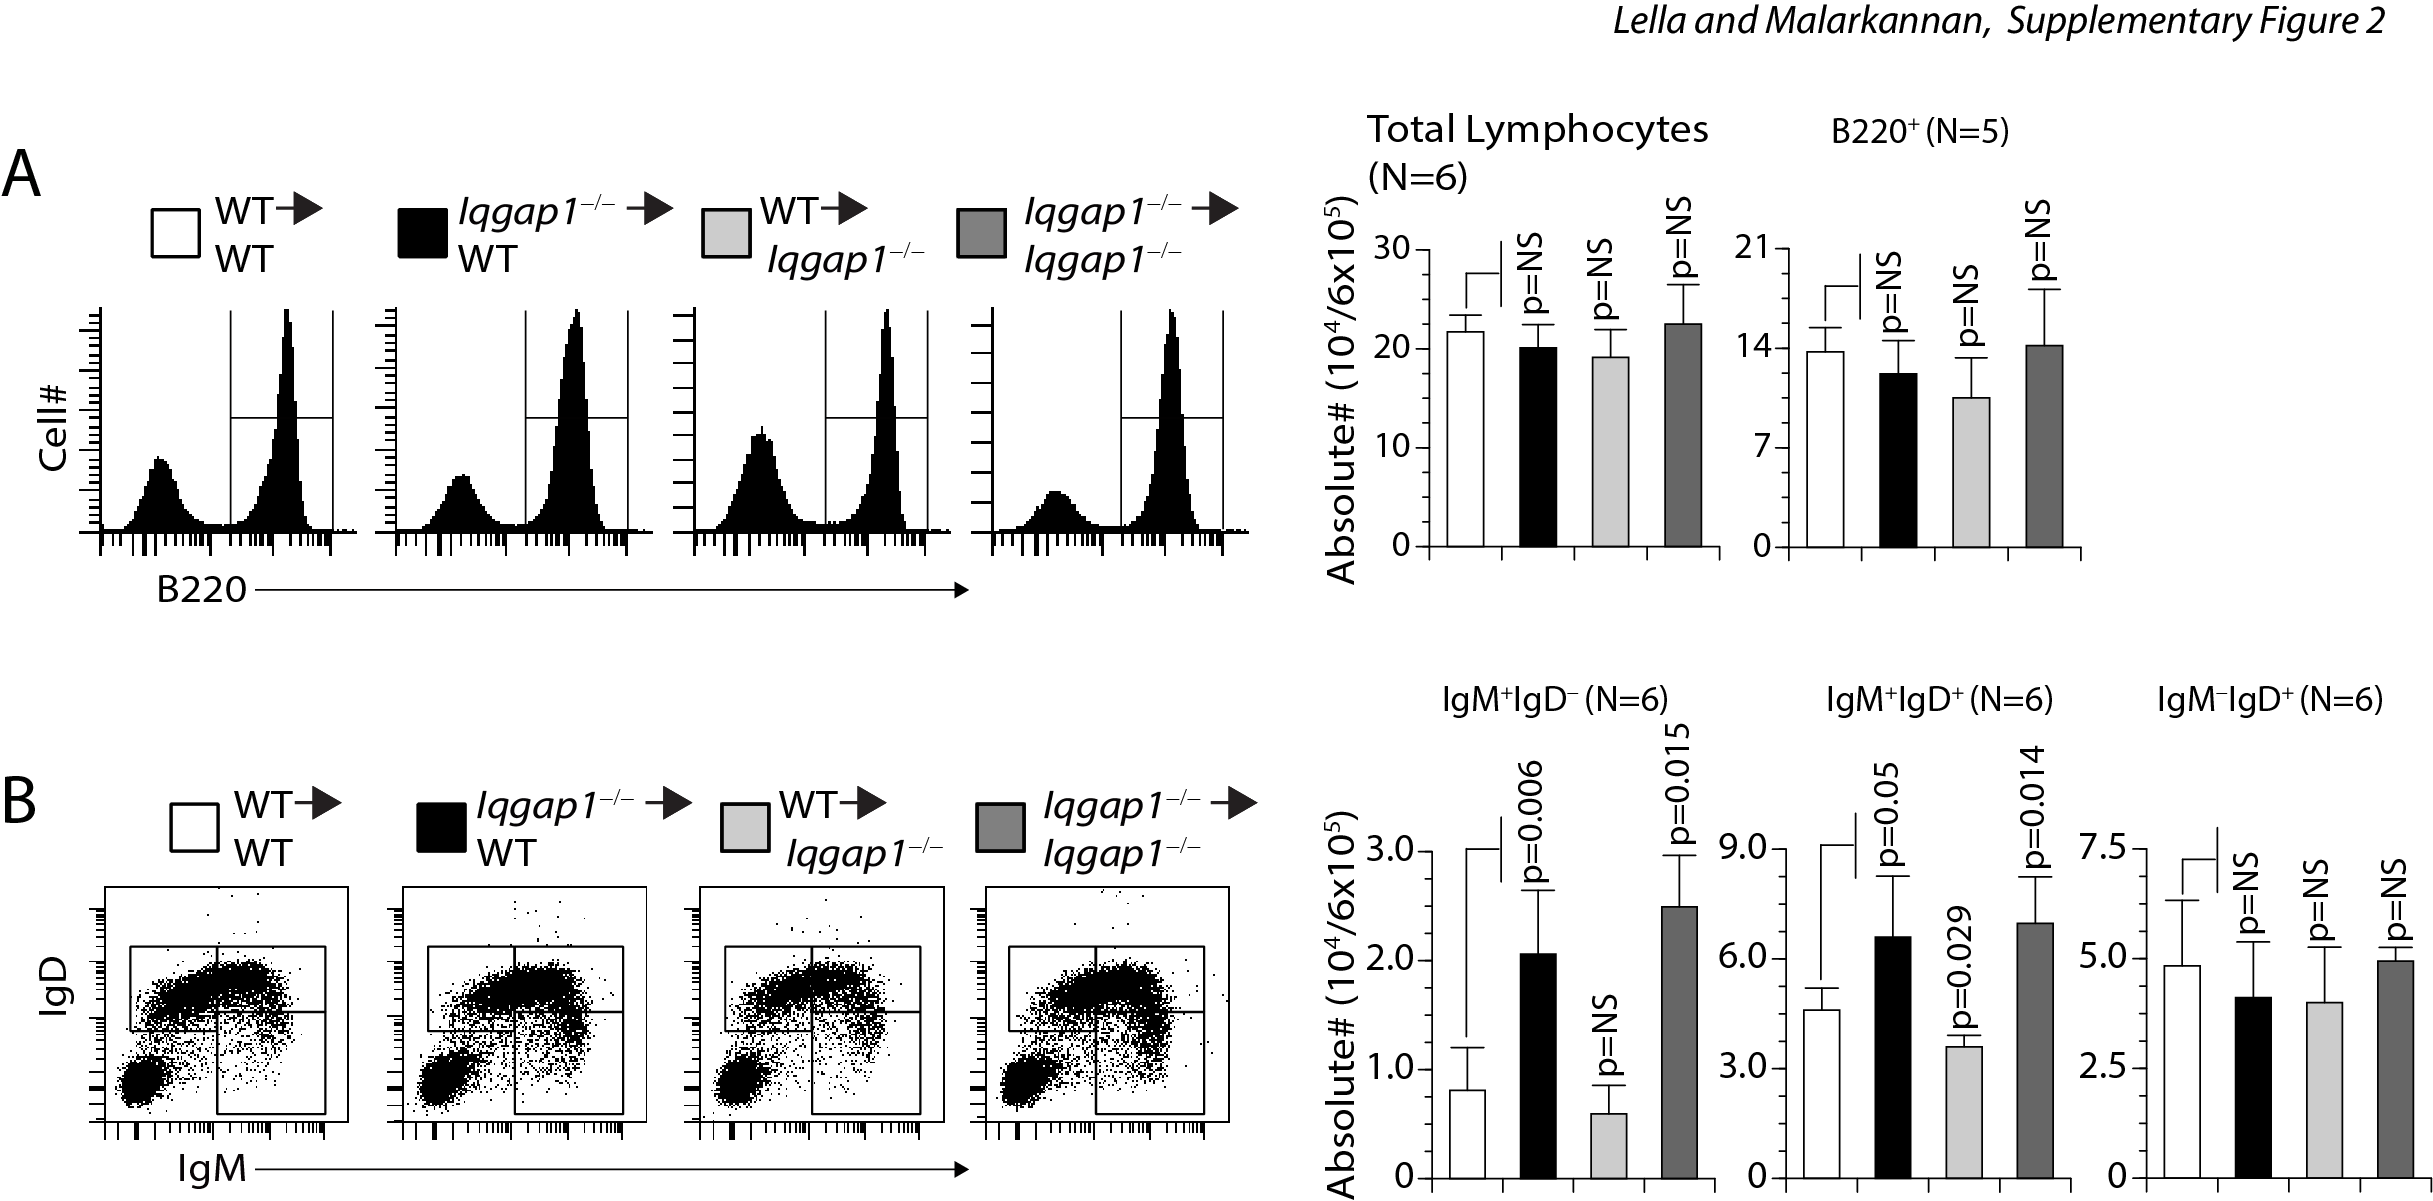 Lella and Malarkannan, Supplementary Figure 2
A
WT
WT
Iqgap1⁻/⁻
WT
WT
Iqgap1⁻/⁻
Iqgap1⁻/⁻
Iqgap1⁻/⁻
Cell#
B220
Total Lymphocytes
(N=6)
Absolute# (10⁴/6x10⁵)
30
20
10
0
p=NS
p=NS
p=NS
B220⁺ (N=5)
21
14
7
0
p=NS
p=NS
p=NS
B
WT
WT
Iqgap1⁻/⁻
WT
WT
Iqgap1⁻/⁻
Iqgap1⁻/⁻
Iqgap1⁻/⁻
IgD
IgM
IgM⁺IgD⁻ (N=6)
Absolute# (10⁴/6x10⁵)
3.0
2.0
1.0
0
p=0.006
p=NS
p=0.015
IgM⁺IgD⁺ (N=6)
9.0
6.0
3.0
0
p=0.05
p=0.029
p=0.014
IgM⁻IgD⁺ (N=6)
7.5
5.0
2.5
0
p=NS
p=NS
p=NS